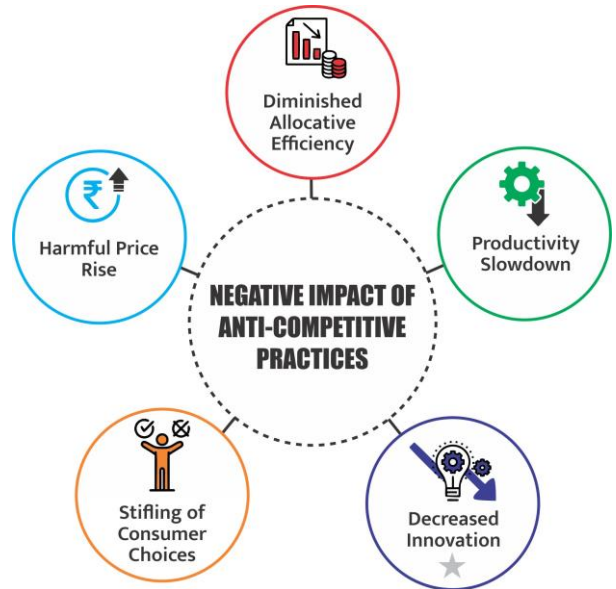 Diminished
Allocative
Efficiency
₹
Harmful Price
Rise
Productivity
Slowdown
NEGATIVE IMPACT OF
ANTI-COMPETITIVE
PRACTICES
Stifling of
Consumer
Choices
Decreased
Innovation